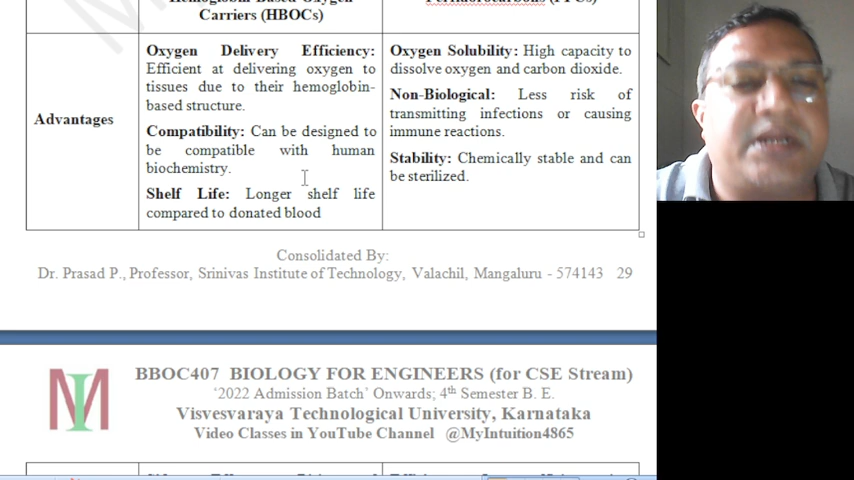 Carriers (HBOCs)
Advantages
Oxygen Delivery Efficiency:
Efficient at delivering oxygen to
tissues due to their hemoglobin-
based structure.
Compatibility: Can be designed to
be compatible with human
biochemistry.
Shelf Life: Longer shelf life
compared to donated blood
Oxygen Solubility: High capacity to
dissolve oxygen and carbon dioxide.
Non-Biological: Less risk of
transmitting infections or causing
immune reactions.
Stability: Chemically stable and can
be sterilized.
Consolidated By:
Dr. Prasad P., Professor, Srinivas Institute of Technology, Valachil, Mangaluru - 574143 29
BBOC407 BIOLOGY FOR ENGINEERS (for CSE Stream)
'2022 Admission Batch' Onwards; 4th Semester B. E.
Visvesvaraya Technological University, Karnataka
Video Classes in YouTube Channel @MyIntuition4865